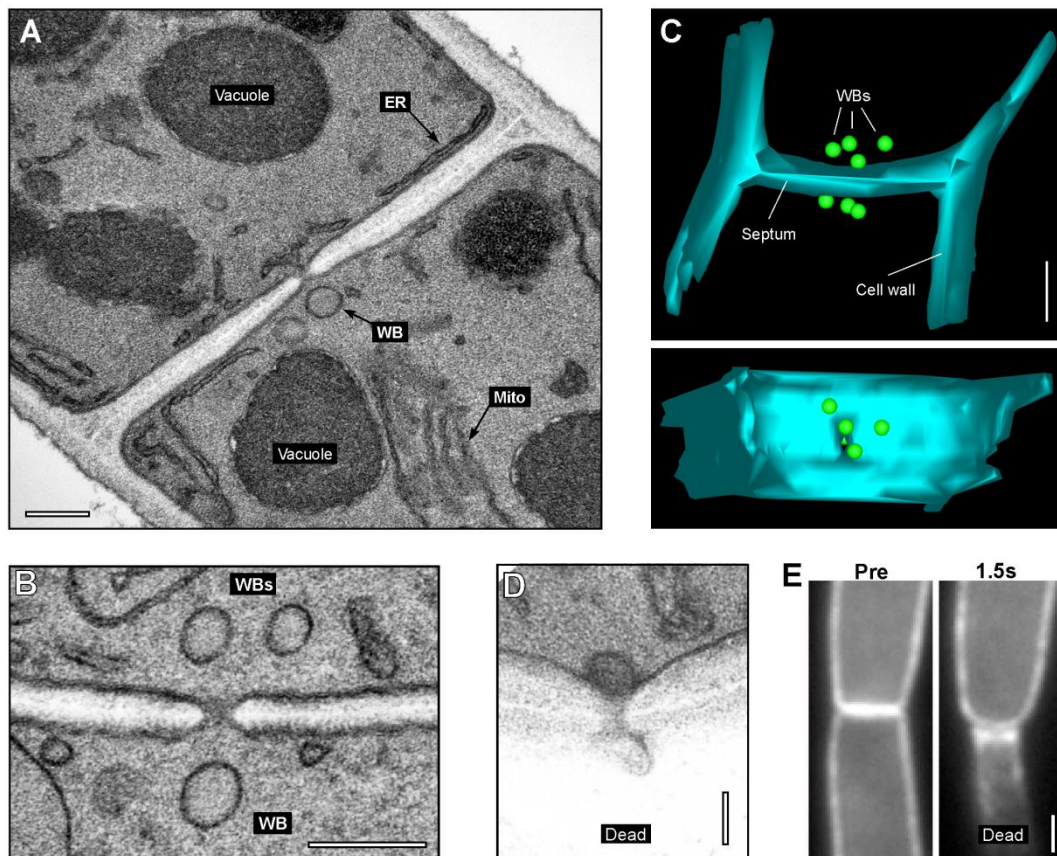 A
Vacuole
ER
WB
Mito
Vacuole
B
WBs
WB
C
WBs
Septum
Cell wall
D
Dead
E
Pre
1.5s
Dead